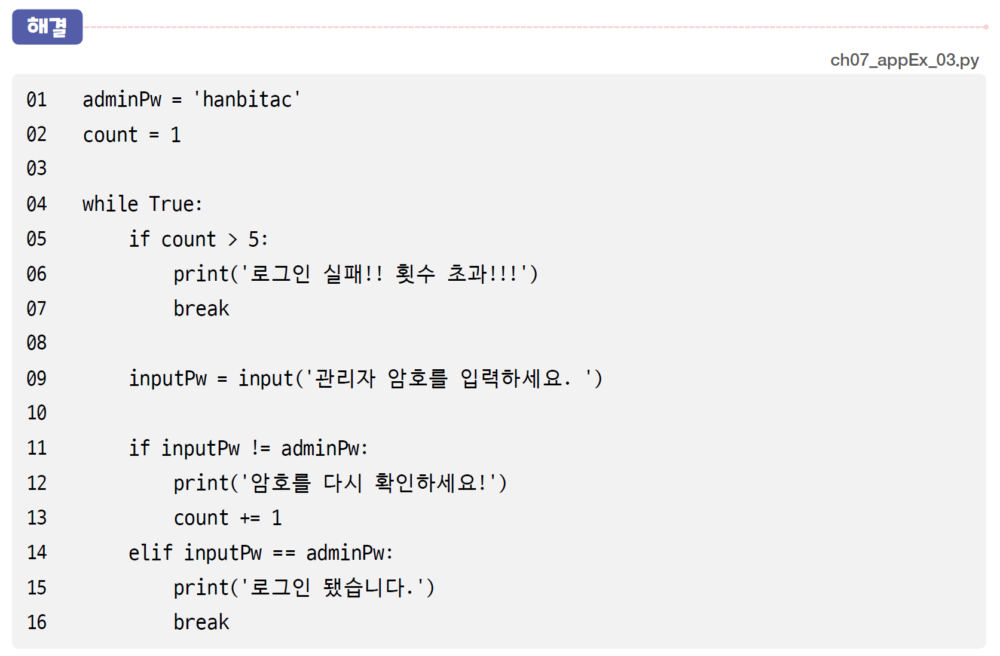 해결
ch07_appEx_03.py
01 adminPw = 'hanbitac'
02 count = 1
03
04 while True:
05     if count > 5:
06         print('로그인 실패!! 횟수 초과!!!')
07         break
08
09     inputPw = input('관리자 암호를 입력하세요. ')
10
11     if inputPw != adminPw:
12         print('암호를 다시 확인하세요!')
13         count += 1
14     elif inputPw == adminPw:
15         print('로그인 됐습니다.')
16         break